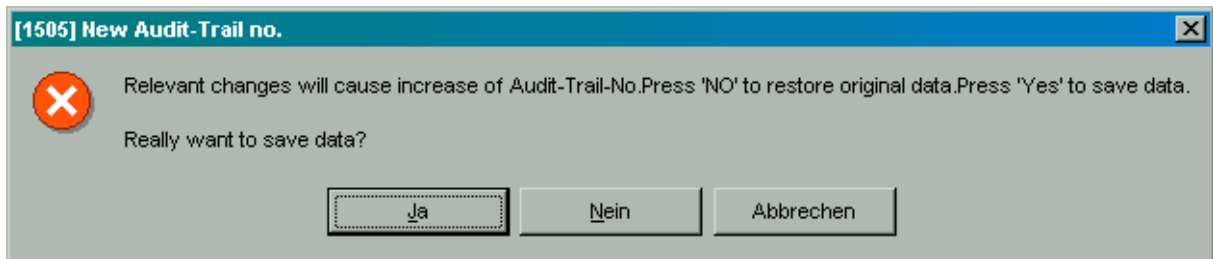 [1505] New Audit-Trail no.
Relevant changes will cause increase of Audit-Trail-No.Press 'NO' to restore original data.Press 'Yes' to save data.
Really want to save data?
Ja Nein Abbrechen